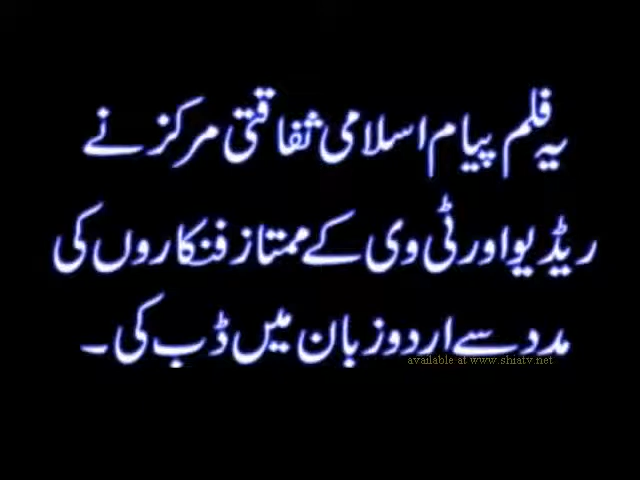 یہ فلم پیام اسلامی ثقافتی مرکز نے
ریڈیو اور ٹی وی کے ممتاز فنکاروں کی
مدد سے اردو زبان میں ڈب کی ۔
available at www.shiatv.net